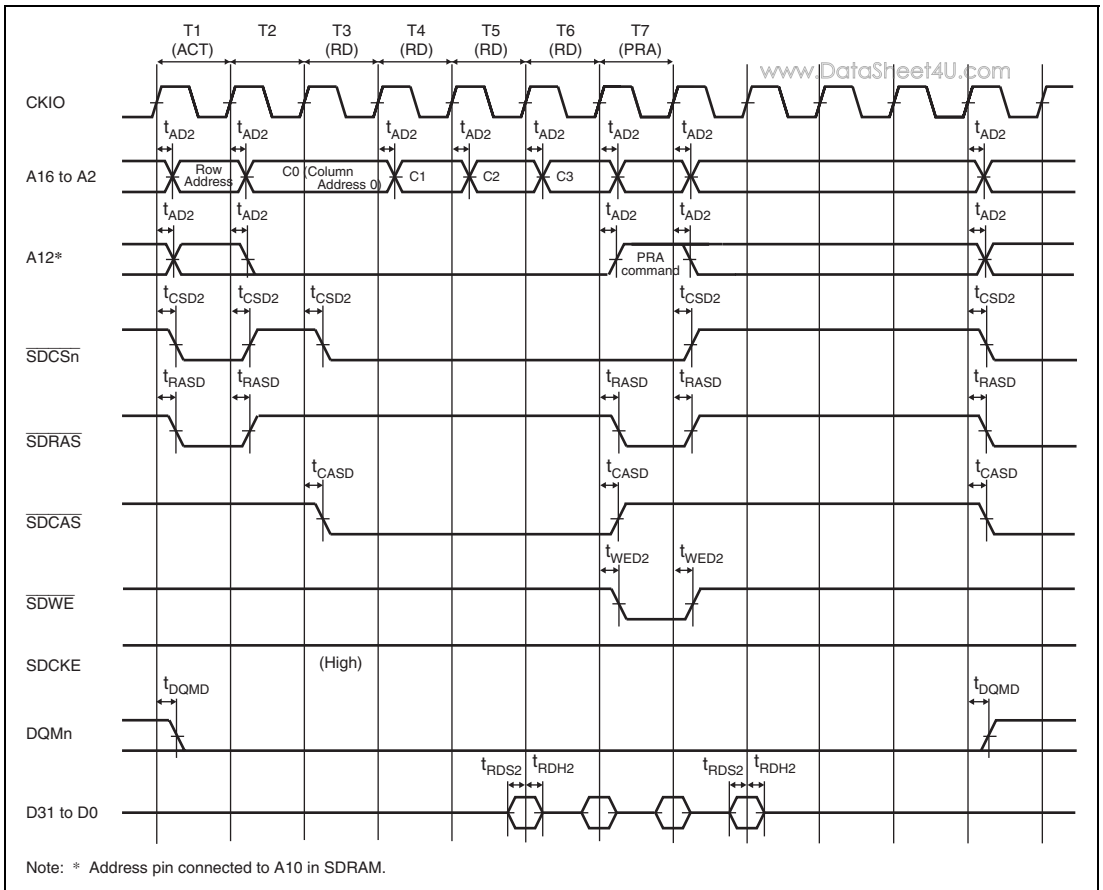 T1 T2 T3 T4 T5 T6 T7
(ACT) (RD) (RD) (RD) (RD) (PRA)
www.DataSheet4U.com
CKIO
tAD2 tAD2 tAD2 tAD2 tAD2 tAD2 tAD2 tAD2
A16 to A2
Row Address
C0 (Column Address 0)
C1
C2
C3
tAD2 tAD2 tAD2 tAD2 tAD2
A12*
PRA command
tCSD2 tCSD2 tCSD2 tCSD2 tCSD2
SDCSn
tRASD tRASD tRASD tRASD tRASD
SDRAS
tCASD tCASD tCASD
SDCAS
tWED2 tWED2
SDWE
SDCKE (High)
tDQMD tDQMD
DQMn
tRDS2 tRDH2 tRDS2 tRDH2
D31 to D0
Note: * Address pin connected to A10 in SDRAM.